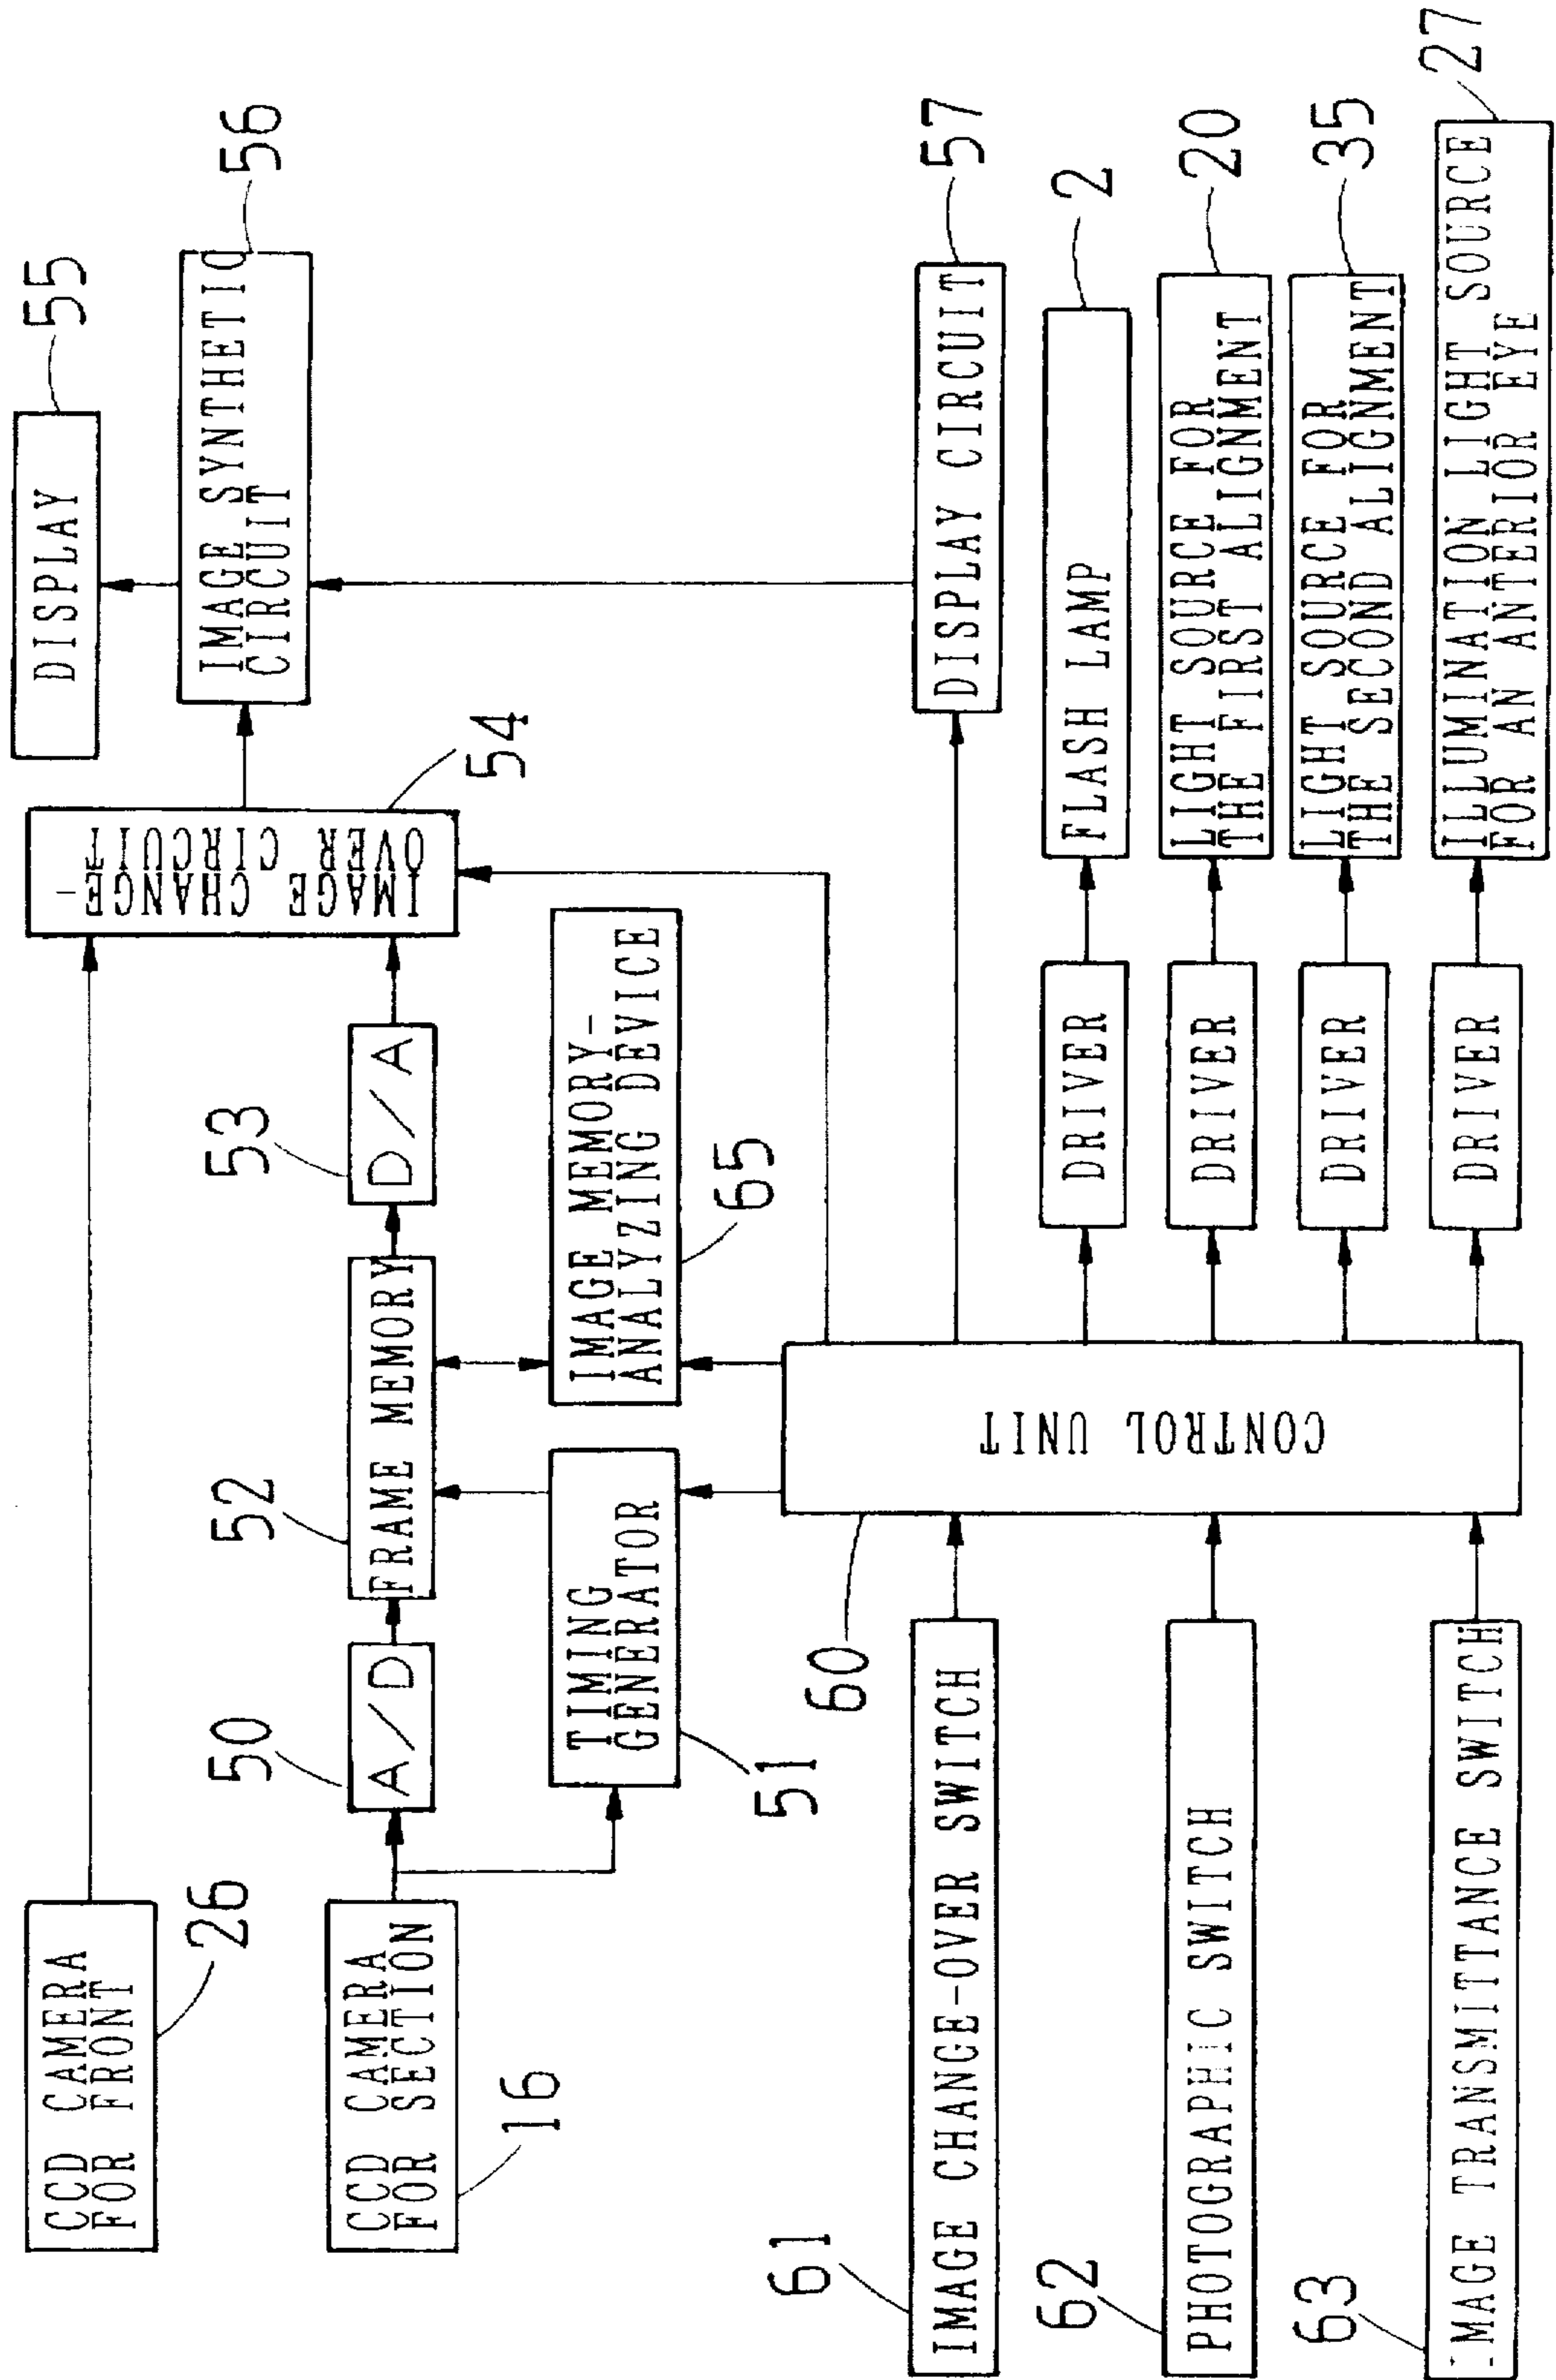 CCD CAMERA
FOR FRONT
26
CCD CAMERA
FOR SECTION
16
A/D
50
TIMING
GENERATOR
51
FRAME MEMORY
52
D/A
53
IMAGE MEMORY-
ANALYZING DEVICE
65
IMAGE CHANGE-
OVER CIRCUIT
54
DISPLAY
55
IMAGE SYNTHETIC
CIRCUIT
56
DISPLAY CIRCUIT
57
IMAGE CHANGE-OVER SWITCH
61
PHOTOGRAPHIC SWITCH
62
IMAGE TRANSMITTANCE SWITCH
63
CONTROL UNIT
60
DRIVER
FLASH LAMP
2
DRIVER
LIGHT SOURCE FOR
THE FIRST ALIGNMENT
20
DRIVER
LIGHT SOURCE FOR
THE SECOND ALIGNMENT
35
DRIVER
ILLUMINATION LIGHT SOURCE
FOR AN ANTERIOR EYE
27